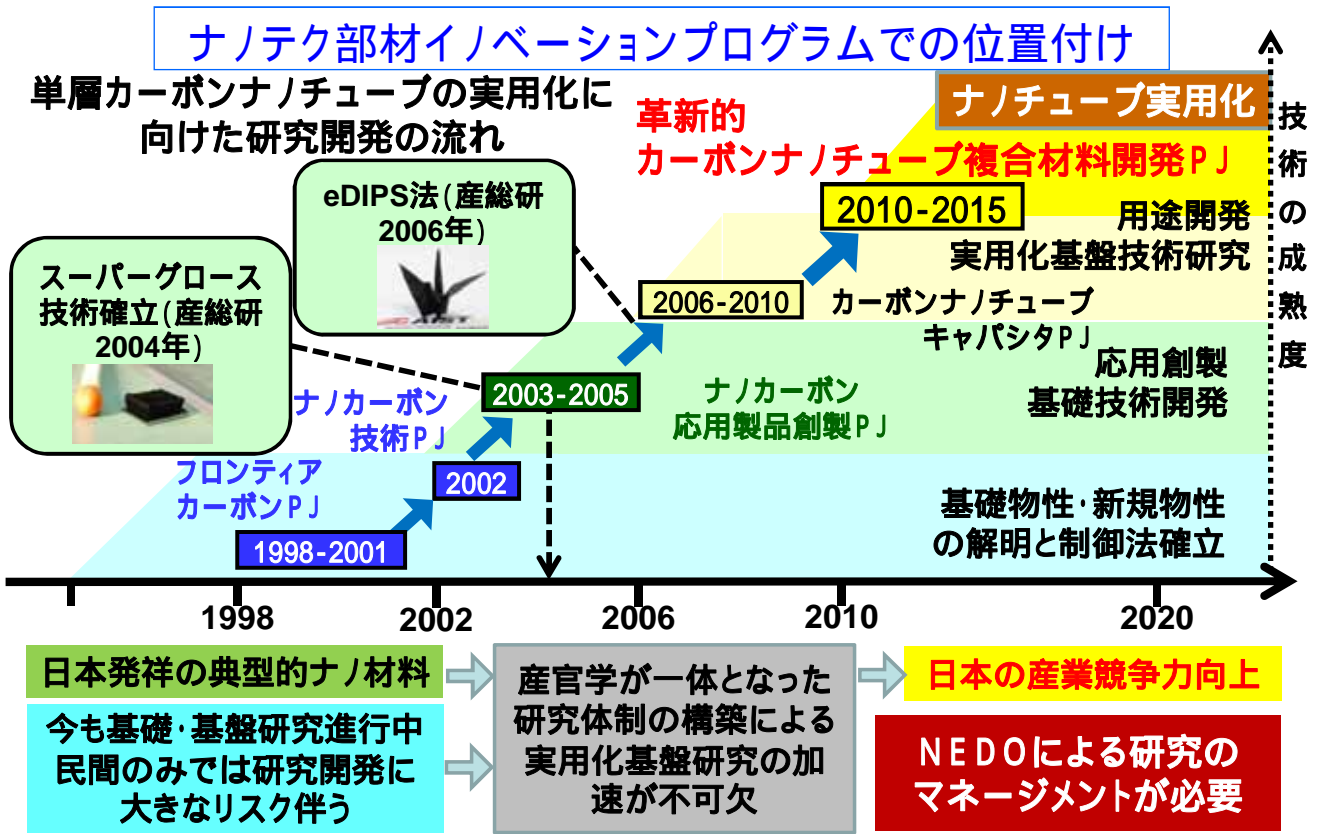 ナノテク部材イノベーションプログラムでの位置付け
単層カーボンナノチューブの実用化に
向けた研究開発の流れ
革新的
カーボンナノチューブ複合材料開発PJ
ナノチューブ実用化
技術の成熟度
eDIPS法(産総研
2006年)
2010-2015
用途開発
実用化基盤技術研究
スーパーグロース
技術確立(産総研
2004年)
2006-2010
カーボンナノチューブ
キャパシタPJ
応用創製
基礎技術開発
2003-2005
ナノカーボン
応用製品創製PJ
ナノカーボン
技術PJ
2002
フロンティア
カーボンPJ
1998-2001
基礎物性・新規物性
の解明と制御法確立
1998
2002
2006
2010
2020
日本発祥の典型的ナノ材料
今も基礎・基盤研究進行中
民間のみでは研究開発に
大きなリスク伴う
産官学が一体となった
研究体制の構築による
実用化基盤研究の加
速が不可欠
日本の産業競争力向上
NEDOによる研究の
マネージメントが必要